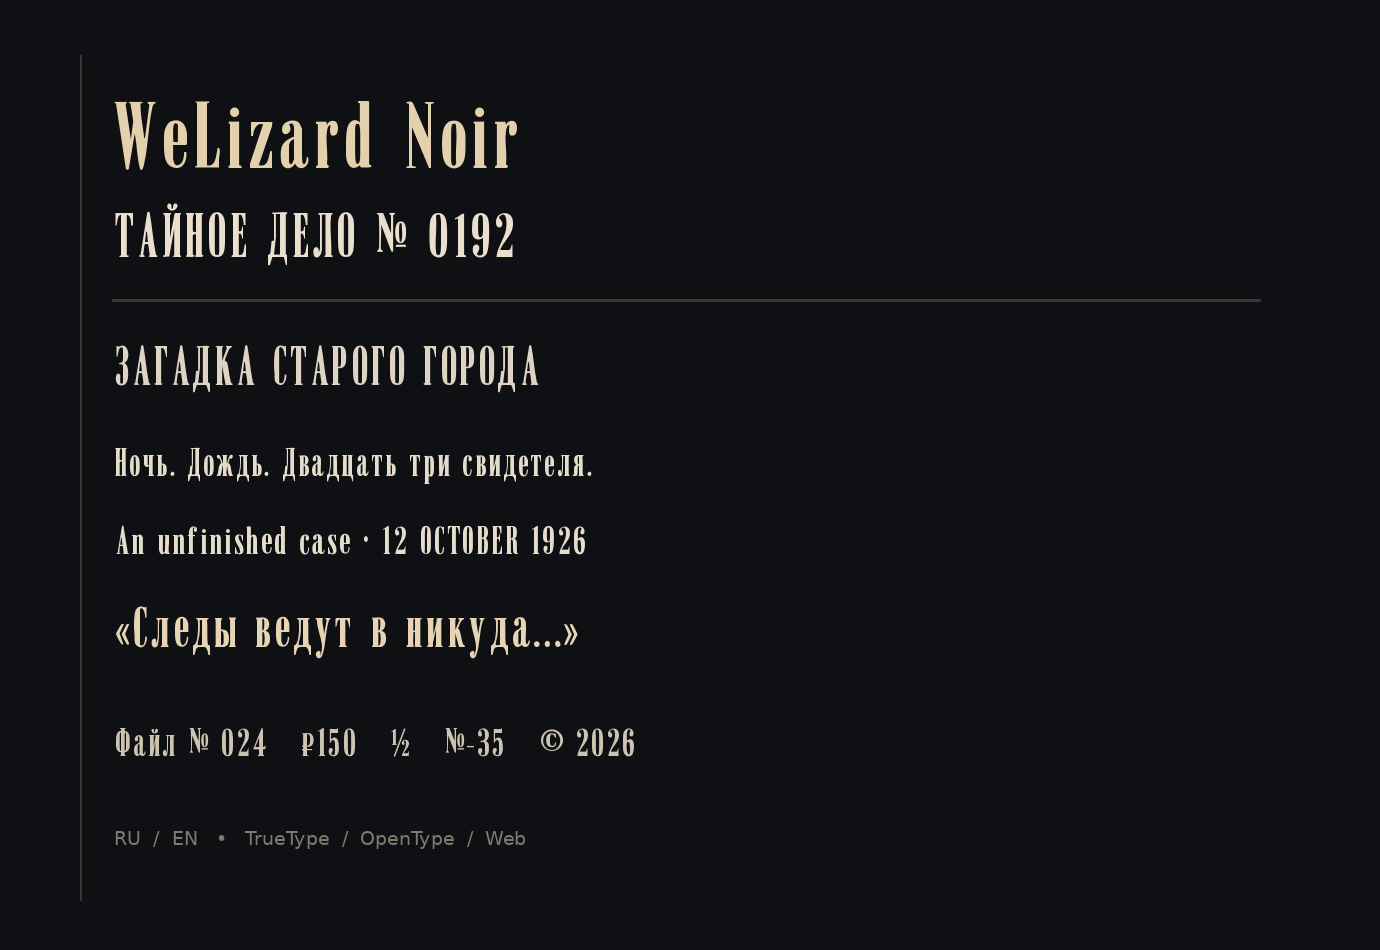 WeLizard Noir
ТАЙНОЕ ДЕЛО № 0192
ЗАГАДКА СТАРОГО ГОРОДА
Ночь. Дождь. Двадцать три свидетеля.
An unfinished case · 12 OCTOBER 1926
«Следы ведут в никуда...»
Файл № 024 ₽150 ½ №-35 © 2026
RU / EN • TrueType / OpenType / Web